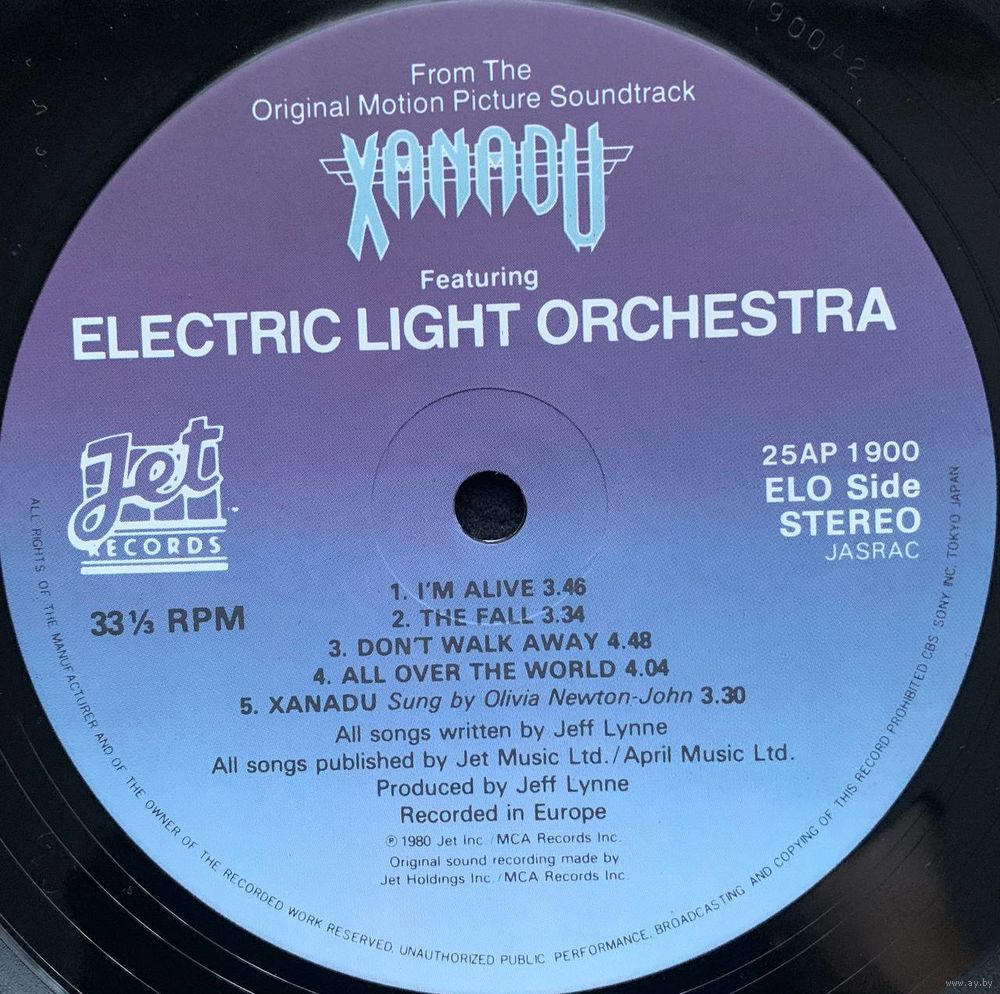 From The
Original Motion Picture Soundtrack
XANADU
Featuring
ELECTRIC LIGHT ORCHESTRA
Jet
RECORDS
25AP 1900
ELO Side
STEREO
JASRAC
33⅓ RPM
1. I'M ALIVE 3.46
2. THE FALL 3.34
3. DON'T WALK AWAY 4.48
4. ALL OVER THE WORLD 4.04
5. XANADU Sung by Olivia Newton-John 3.30
All songs written by Jeff Lynne
All songs published by Jet Music Ltd./April Music Ltd.
Produced by Jeff Lynne
Recorded in Europe
℗ 1980 Jet Inc./MCA Records Inc.
Original sound recording made by
Jet Holdings Inc./MCA Records Inc.
ALL RIGHTS OF THE MANUFACTURER AND OF THE OWNER OF THE RECORDED WORK RESERVED. UNAUTHORIZED PUBLIC PERFORMANCE, BROADCASTING AND COPYING OF THIS RECORD PROHIBITED CBS/SONY INC. TOKYO JAPAN
1900A2
www.ay.by